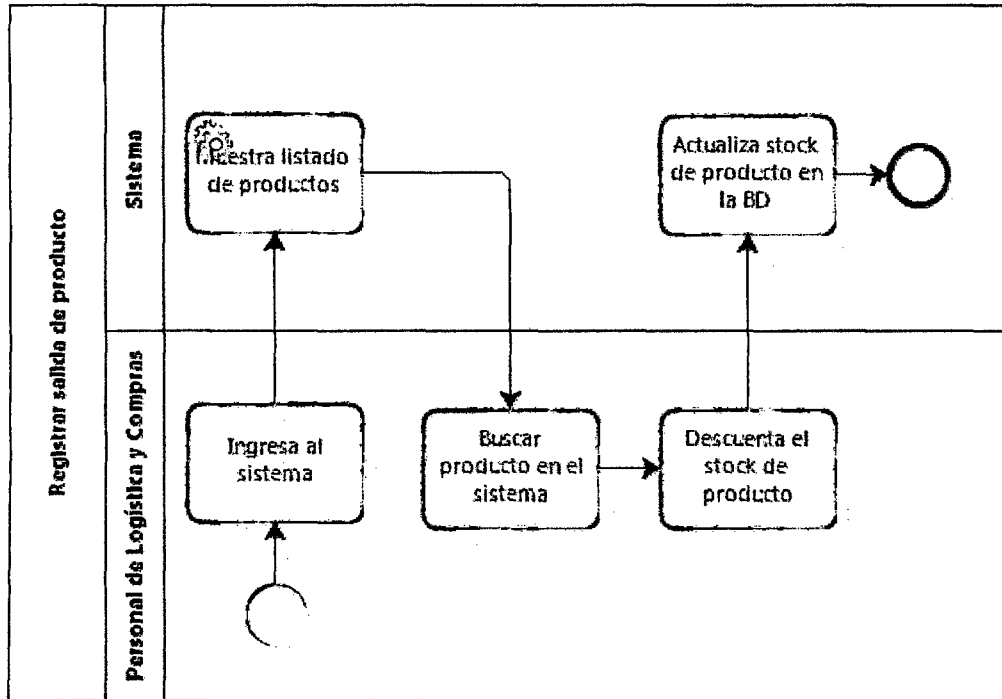 Registrar salida de producto
Sistema
Muestra listado
de productos
Actualiza stock
de producto en
la BD
Personal de Logística y Compras
Ingresa al
sistema
Buscar
producto en el
sistema
Descuenta el
stock de
producto